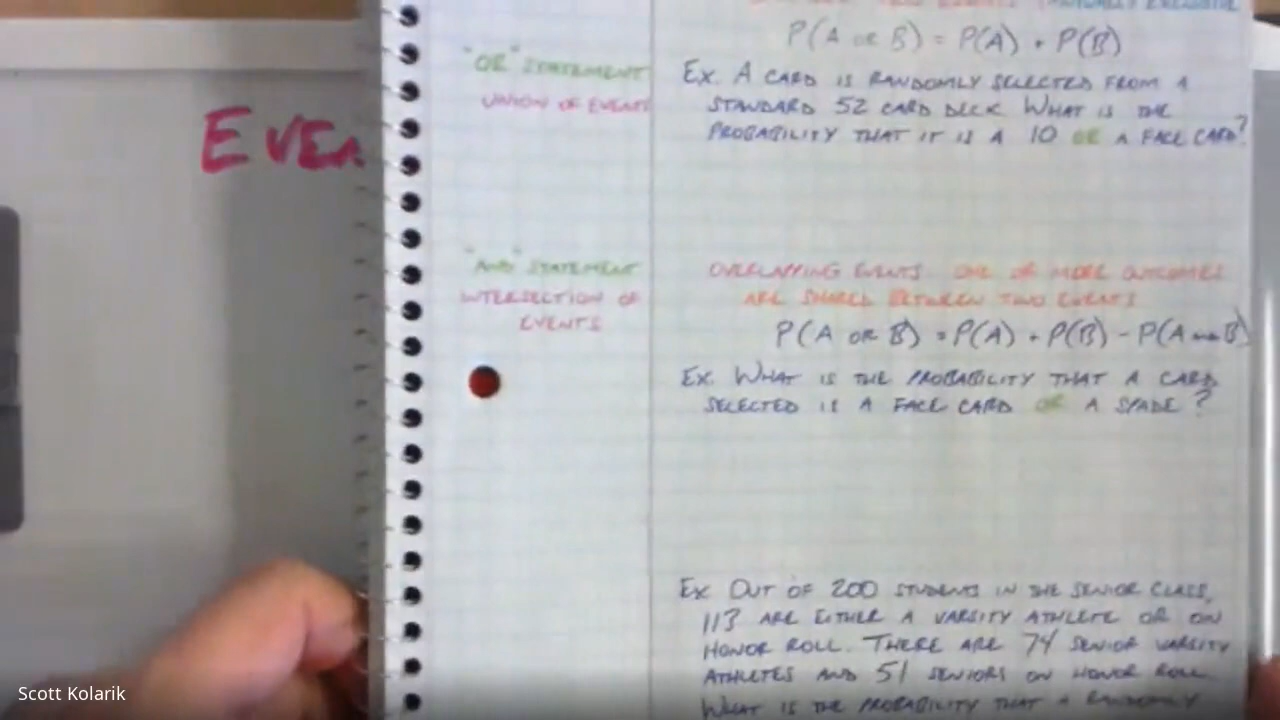 EVEN
P(A OR B) = P(A) + P(B)
"OR" STATEMENT
UNION OF EVENTS
Ex. A CARD IS RANDOMLY SELECTED FROM A
STANDARD 52 CARD DECK. WHAT IS THE
PROBABILITY THAT IT IS A 10 OR A FACE CARD?
"AND" STATEMENT
INTERSECTION OF
EVENTS
OVERLAPPING EVENTS ONE OR MORE OUTCOMES
ARE SHARED BETWEEN TWO EVENTS
P(A OR B) = P(A) + P(B) - P(A AND B)
Ex. WHAT IS THE PROBABILITY THAT A CARD
SELECTED IS A FACE CARD OR A SPADE?
Ex. OUT OF 200 STUDENTS IN THE SENIOR CLASS,
113 ARE EITHER A VARSITY ATHLETE OR ON
HONOR ROLL. THERE ARE 74 SENIOR VARSITY
ATHLETES AND 51 SENIORS ON HONOR ROLL.
WHAT IS THE PROBABILITY THAT A RANDOMLY
Scott Kolarik